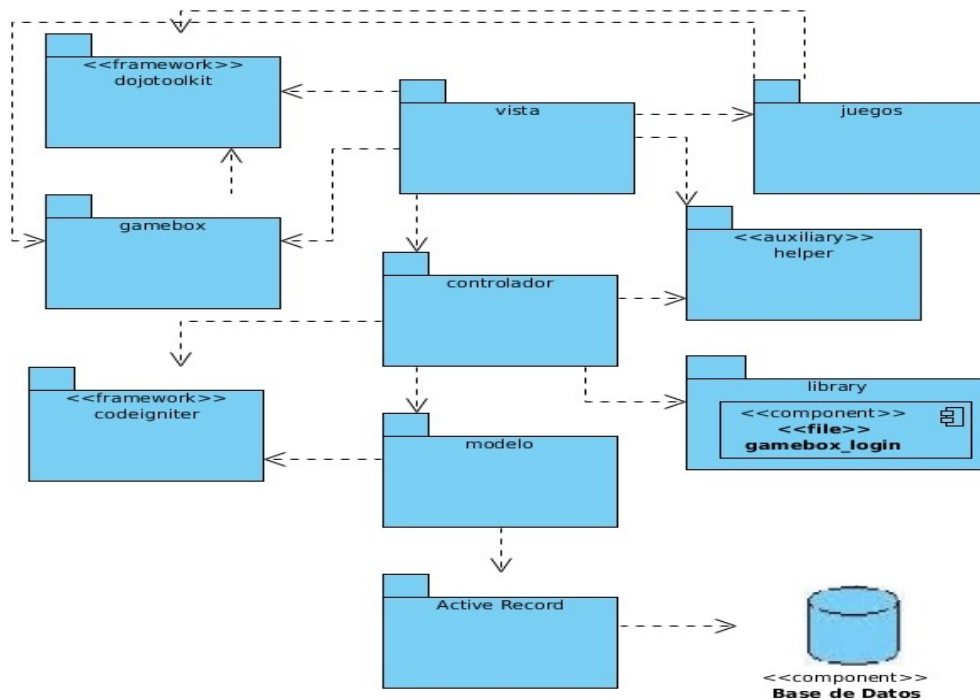 <<framework>>
dojotoolkit
vista
juegos
gamebox
<<auxiliary>>
helper
controlador
<<framework>>
codeigniter
library
<<component>>
<<file>>
gamebox_login
modelo
Active Record
<<component>>
Base de Datos